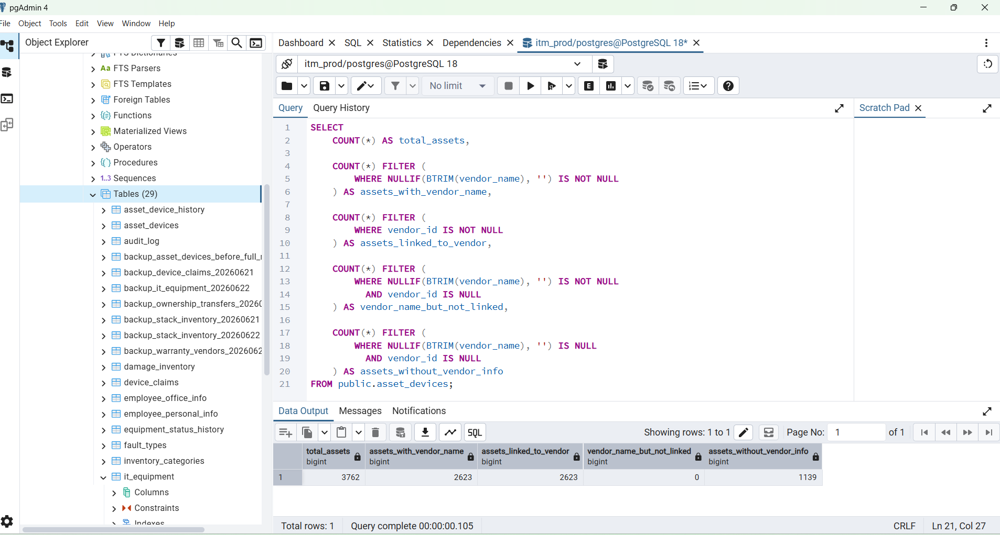 pgAdmin 4
File Object Tools Edit View Window Help
Object Explorer
FTS Dictionaries
Aa FTS Parsers
FTS Templates
Foreign Tables
Functions
Materialized Views
Operators
Procedures
1..3 Sequences
Tables (29)
asset_device_history
asset_devices
audit_log
backup_asset_devices_before_full_
backup_device_claims_20260621
backup_it_equipment_20260622
backup_ownership_transfers_2026
backup_stack_inventory_20260621
backup_stack_inventory_20260622
backup_warranty_vendors_2026062
damage_inventory
device_claims
employee_office_info
employee_personal_info
equipment_status_history
fault_types
inventory_categories
it_equipment
Columns
Constraints
Indexes
Dashboard SQL Statistics Dependencies itm_prod/postgres@PostgreSQL 18*
itm_prod/postgres@PostgreSQL 18
No limit E
Query Query History
Scratch Pad
1 SELECT
2 COUNT(*) AS total_assets,
3
4 COUNT(*) FILTER (
5 WHERE NULLIF(BTRIM(vendor_name), '') IS NOT NULL
6 ) AS assets_with_vendor_name,
7
8 COUNT(*) FILTER (
9 WHERE vendor_id IS NOT NULL
10 ) AS assets_linked_to_vendor,
11
12 COUNT(*) FILTER (
13 WHERE NULLIF(BTRIM(vendor_name), '') IS NOT NULL
14 AND vendor_id IS NULL
15 ) AS vendor_name_but_not_linked,
16
17 COUNT(*) FILTER (
18 WHERE NULLIF(BTRIM(vendor_name), '') IS NULL
19 AND vendor_id IS NULL
20 ) AS assets_without_vendor_info
21 FROM public.asset_devices;
Data Output Messages Notifications
SQL Showing rows: 1 to 1 Page No: 1 of 1
total_assets assets_with_vendor_name assets_linked_to_vendor vendor_name_but_not_linked assets_without_vendor_info
bigint bigint bigint bigint bigint
1 3762 2623 2623 0 1139
Total rows: 1 Query complete 00:00:00.105 CRLF Ln 21, Col 27